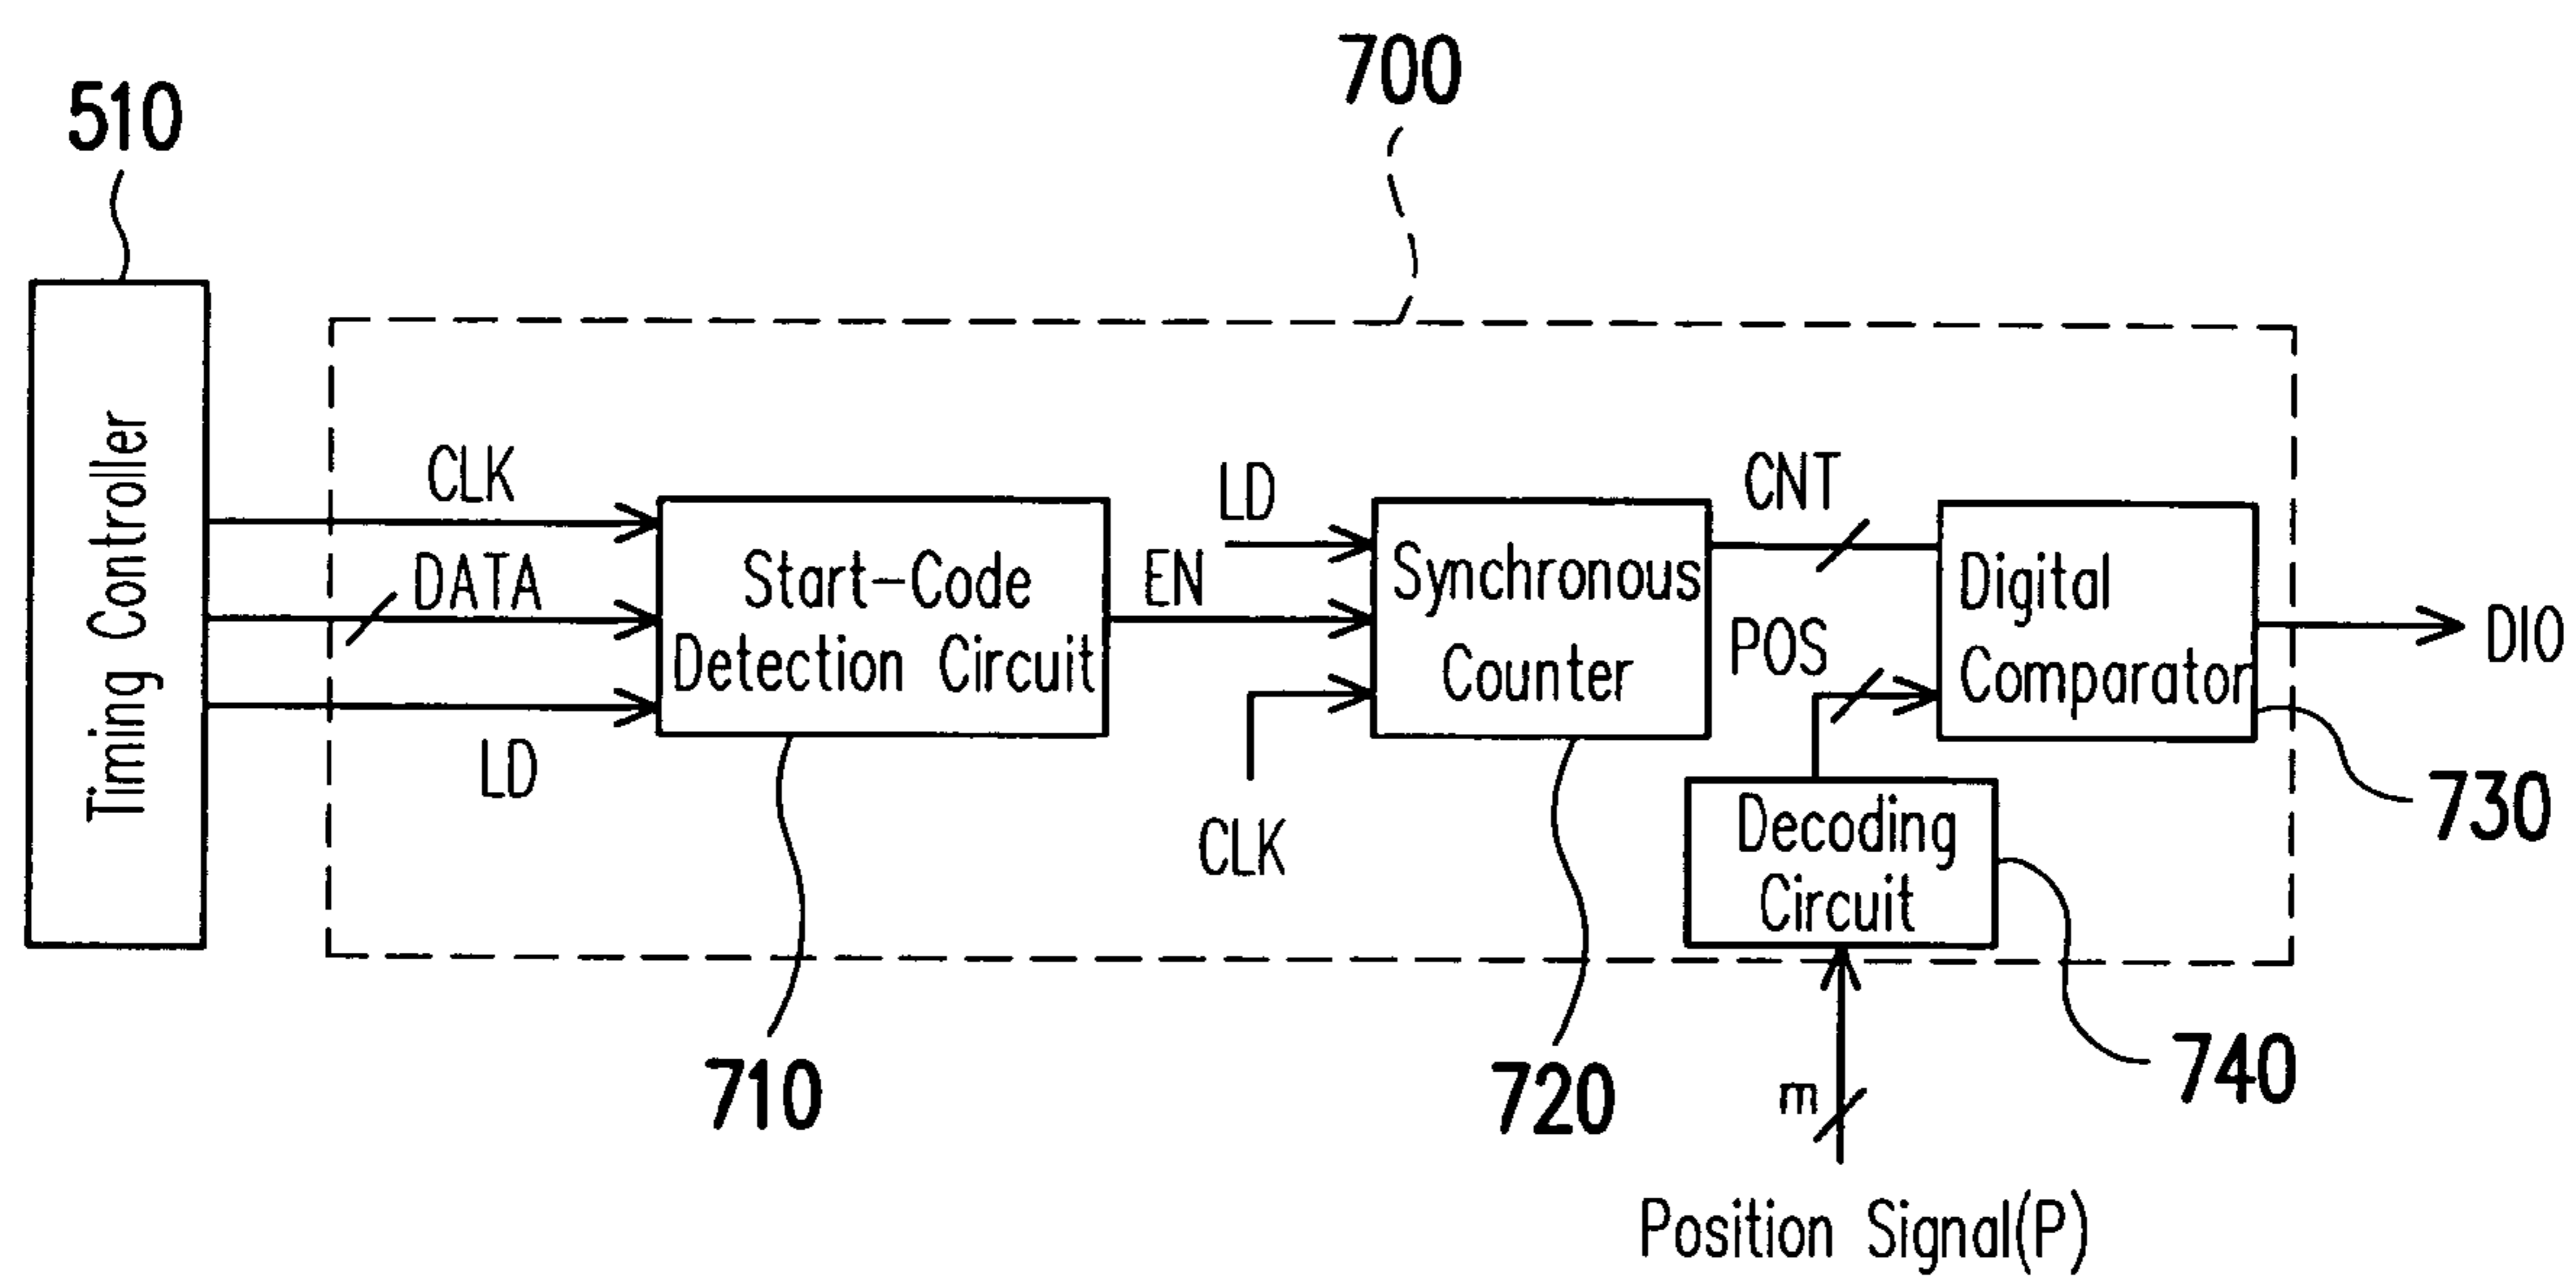 700
510
Timing Controller
CLK
DATA
LD
Start-Code
Detection Circuit
EN
LD
CLK
Synchronous
Counter
CNT
POS
Digital
Comparator
DIO
Decoding
Circuit
730
740
710
720
m
Position Signal(P)